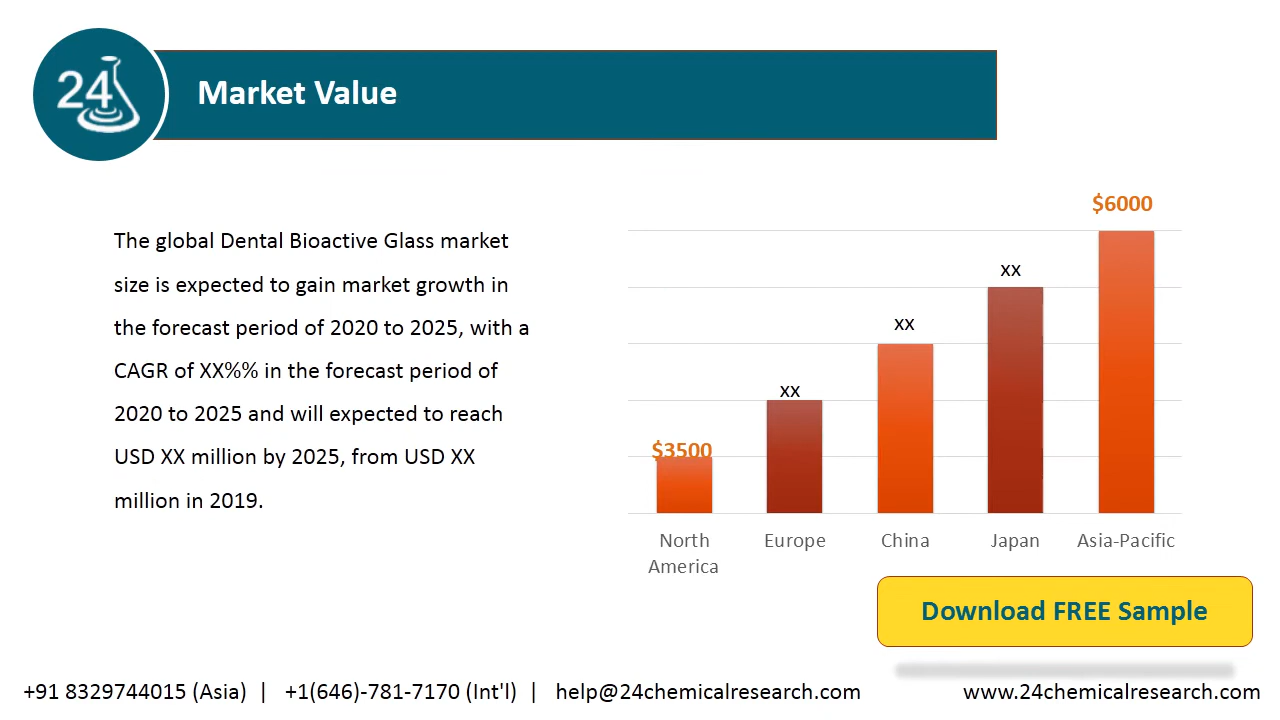 24
Market Value
The global Dental Bioactive Glass market
size is expected to gain market growth in
the forecast period of 2020 to 2025, with a
CAGR of XX%% in the forecast period of
2020 to 2025 and will expected to reach
USD XX million by 2025, from USD XX
million in 2019.
$6000
xx
xx
xx
$3500
North
America
Europe
China
Japan
Asia-Pacific
Download FREE Sample
+91 8329744015 (Asia) | +1(646)-781-7170 (Int'l) | help@24chemicalresearch.com www.24chemicalresearch.com